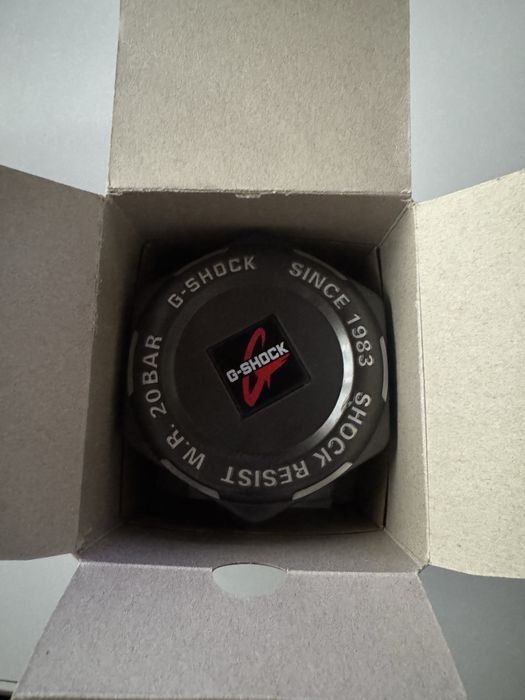 G-SHOCK
SINCE 1983
SHOCK RESIST
W.R. 20BAR
G-SHOCK